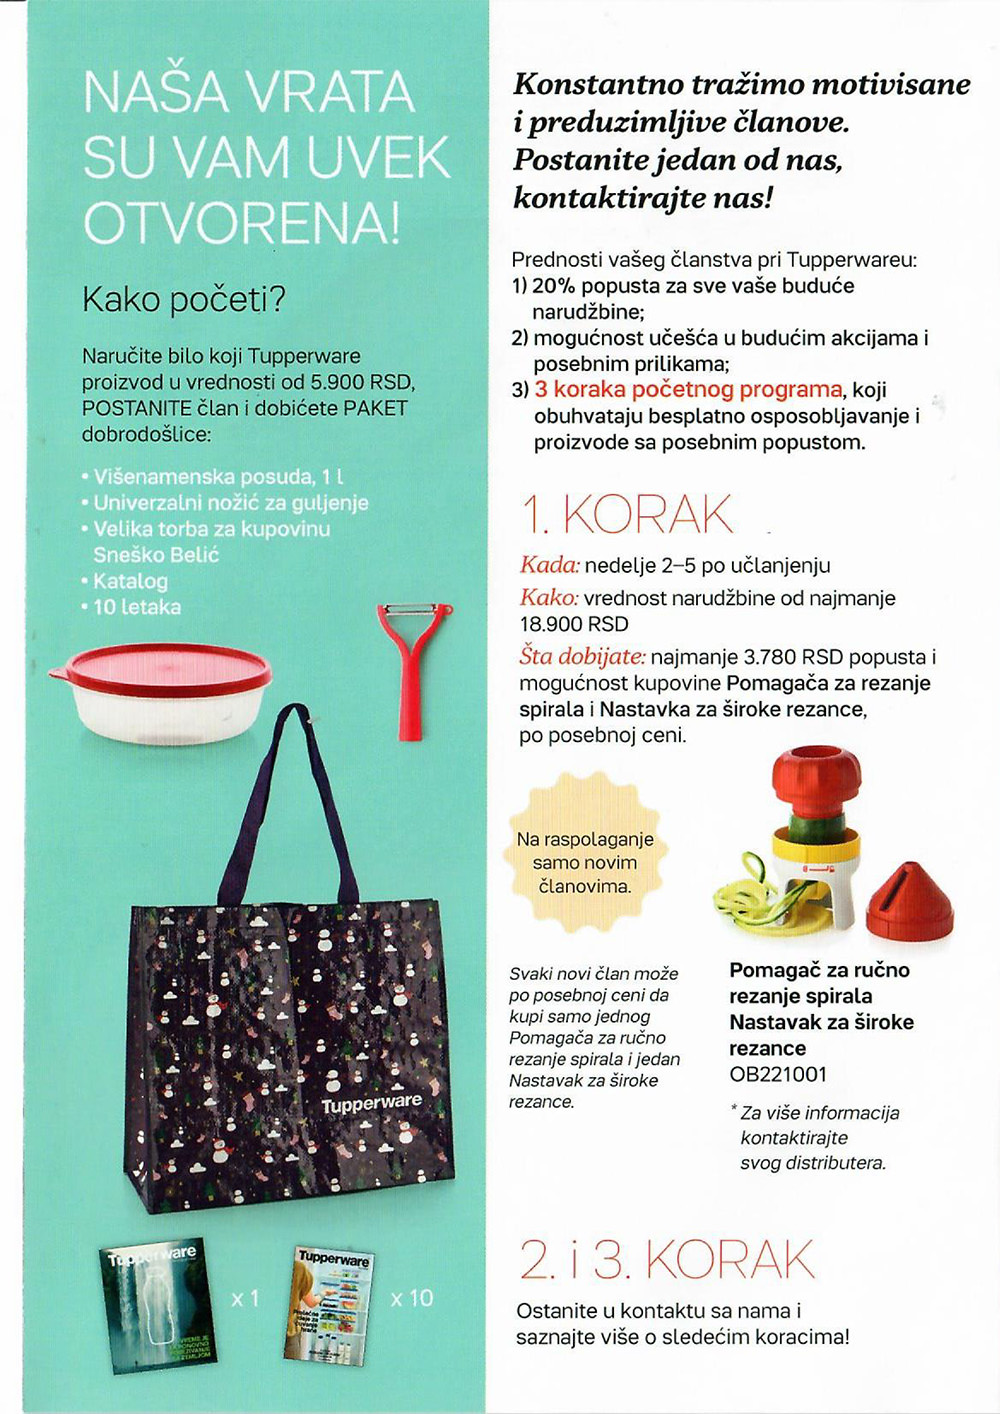 NAŠA VRATA
SU VAM UVEK
OTVORENA!
Kako početi?
Naručite bilo koji Tupperware
proizvod u vrednosti od 5.900 RSD,
POSTANITE član i dobićete PAKET
dobrodošlice:
• Višenamenska posuda, 1 l
• Univerzalni nožić za guljenje
• Velika torba za kupovinu
Sneško Belić
• Katalog
• 10 letaka
Tupperware
Tupperware
x 1
Tupperware
x 10
Konstantno tražimo motivisane
i preduzimljive članove.
Postanite jedan od nas,
kontaktirajte nas!
Prednosti vašeg članstva pri Tupperwareu:
1) 20% popusta za sve vaše buduće
narudžbine;
2) mogućnost učešća u budućim akcijama i
posebnim prilikama;
3) 3 koraka početnog programa, koji
obuhvataju besplatno osposobljavanje i
proizvode sa posebnim popustom.
1. KORAK
Kada: nedelje 2–5 po učlanjenju
Kako: vrednost narudžbine od najmanje
18.900 RSD
Šta dobijate: najmanje 3.780 RSD popusta i
mogućnost kupovine Pomagača za rezanje
spirala i Nastavka za široke rezance,
po posebnoj ceni.
Na raspolaganje
samo novim
članovima.
Svaki novi član može
po posebnoj ceni da
kupi samo jednog
Pomagača za ručno
rezanje spirala i jedan
Nastavak za široke
rezance.
Pomagač za ručno
rezanje spirala
Nastavak za široke
rezance
OB221001
* Za više informacija
kontaktirajte
svog distributera.
2. i 3. KORAK
Ostanite u kontaktu sa nama i
saznajte više o sledećim koracima!